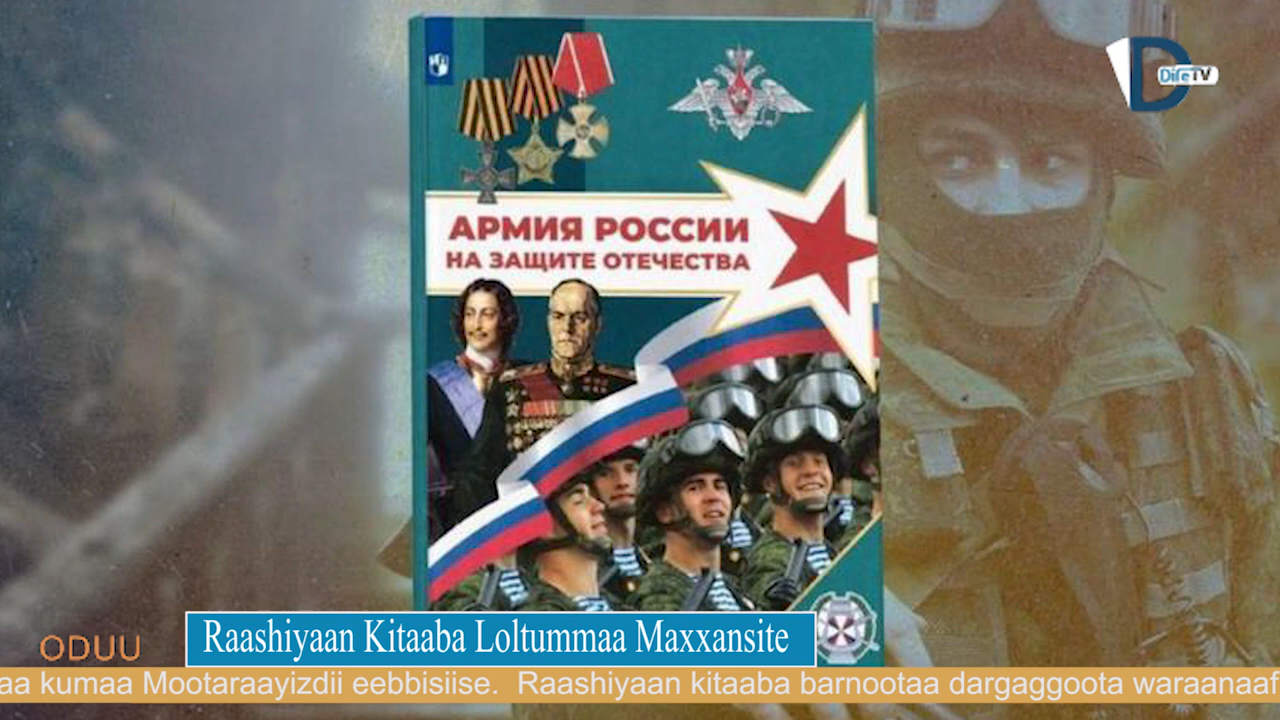 DireTV
АРМИЯ РОССИИ
НА ЗАЩИТЕ ОТЕЧЕСТВА
ODUU
Raashiyaan Kitaaba Loltummaa Maxxansite
aa kumaa Mootaraayizdii eebbisiise. Raashiyaan kitaaba barnootaa dargaggoota waraanaaf